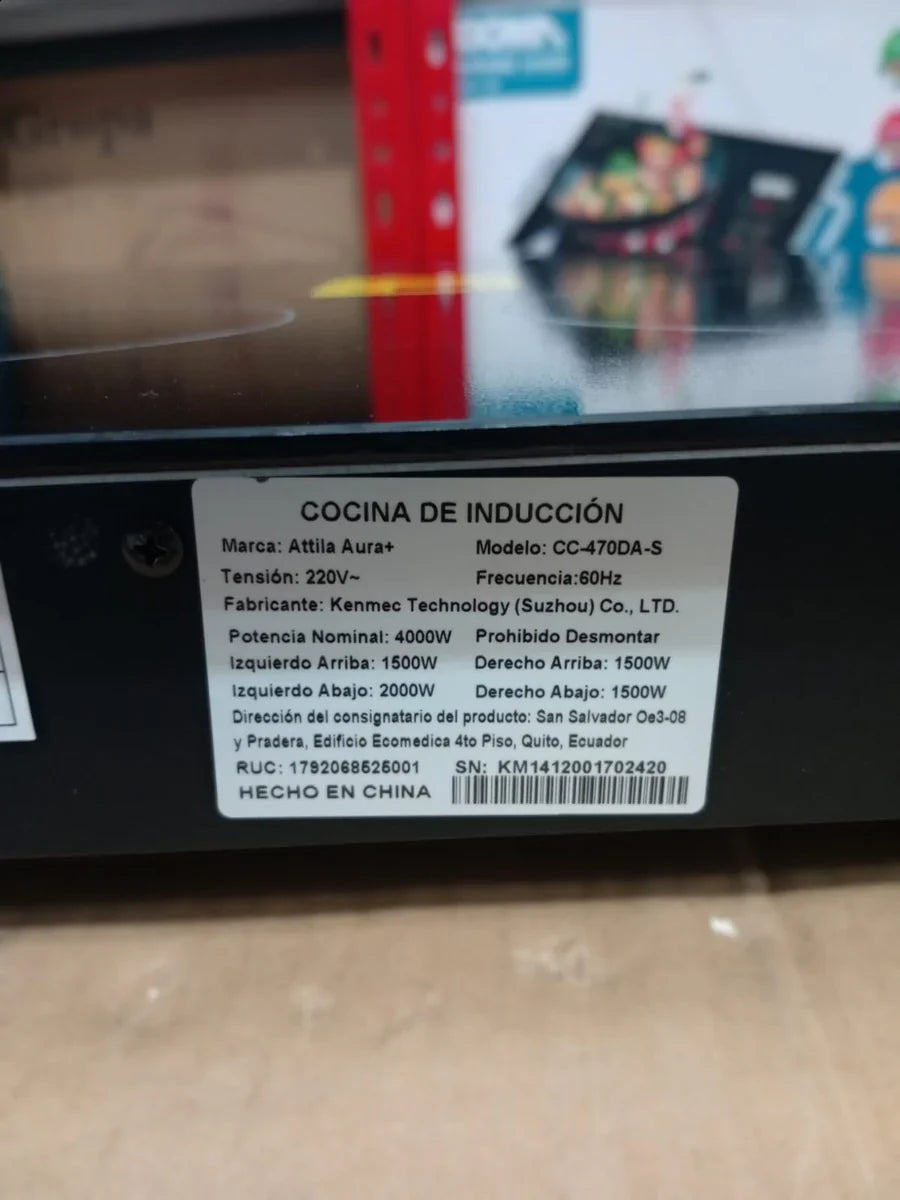 COCINA DE INDUCCIÓN
Marca: Attila Aura+ Modelo: CC-470DA-S
Tensión: 220V~ Frecuencia:60Hz
Fabricante: Kenmec Technology (Suzhou) Co., LTD.
Potencia Nominal: 4000W Prohibido Desmontar
Izquierdo Arriba: 1500W Derecho Arriba: 1500W
Izquierdo Abajo: 2000W Derecho Abajo: 1500W
Dirección del consignatario del producto: San Salvador Oe3-08
y Pradera, Edificio Ecomedica 4to Piso, Quito, Ecuador
RUC: 1792068525001 SN: KM1412001702420
HECHO EN CHINA